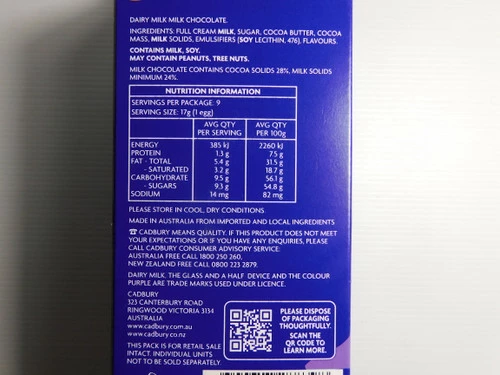 DAIRY MILK MILK CHOCOLATE.
INGREDIENTS: FULL CREAM MILK, SUGAR, COCOA BUTTER, COCOA
MASS, MILK SOLIDS, EMULSIFIERS (SOY LECITHIN, 476), FLAVOURS.
CONTAINS MILK, SOY.
MAY CONTAIN PEANUTS, TREE NUTS.
MILK CHOCOLATE CONTAINS COCOA SOLIDS 28%, MILK SOLIDS
MINIMUM 24%.
NUTRITION INFORMATION
SERVINGS PER PACKAGE: 9
SERVING SIZE: 17g (1 egg)
AVG QTY PER SERVING AVG QTY PER 100g
ENERGY 385 kJ 2260 kJ
PROTEIN 1.3 g 7.5 g
FAT - TOTAL 5.4 g 31.5 g
- SATURATED 3.2 g 18.7 g
CARBOHYDRATE 9.5 g 56.1 g
- SUGARS 9.3 g 54.8 g
SODIUM 14 mg 82 mg
PLEASE STORE IN COOL, DRY CONDITIONS
MADE IN AUSTRALIA FROM IMPORTED AND LOCAL INGREDIENTS
☎ CADBURY MEANS QUALITY. IF THIS PRODUCT DOES NOT MEET
YOUR EXPECTATIONS OR IF YOU HAVE ANY ENQUIRIES, PLEASE
CALL CADBURY CONSUMER ADVISORY SERVICE:
AUSTRALIA FREE CALL 1800 250 260,
NEW ZEALAND FREE CALL 0800 223 2879.
DAIRY MILK, THE GLASS AND A HALF DEVICE AND THE COLOUR
PURPLE ARE TRADE MARKS USED UNDER LICENCE.
CADBURY
323 CANTERBURY ROAD
RINGWOOD VICTORIA 3134
AUSTRALIA
www.cadbury.com.au
www.cadbury.co.nz
THIS PACK IS FOR RETAIL SALE
INTACT. INDIVIDUAL UNITS
NOT TO BE SOLD SEPARATELY.
PLEASE DISPOSE
OF PACKAGING
THOUGHTFULLY.
SCAN THE
QR CODE TO
LEARN MORE.